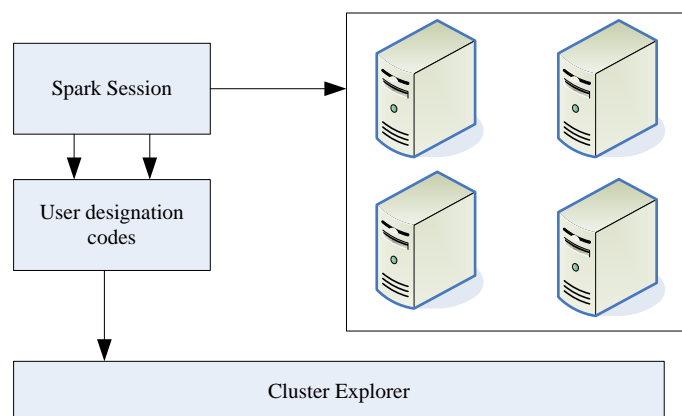 Spark Session
User designation
codes
Cluster Explorer